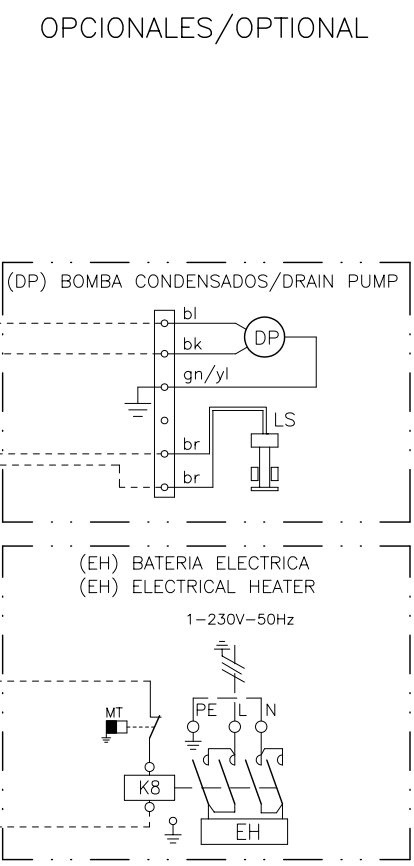 OPCIONALES/OPTIONAL
(DP) BOMBA CONDENSADOS/DRAIN PUMP
bl
DP
bk
gn/yl
LS
br
br
(EH) BATERIA ELECTRICA
(EH) ELECTRICAL HEATER
1-230V-50Hz
MT
PE L N
K8
EH